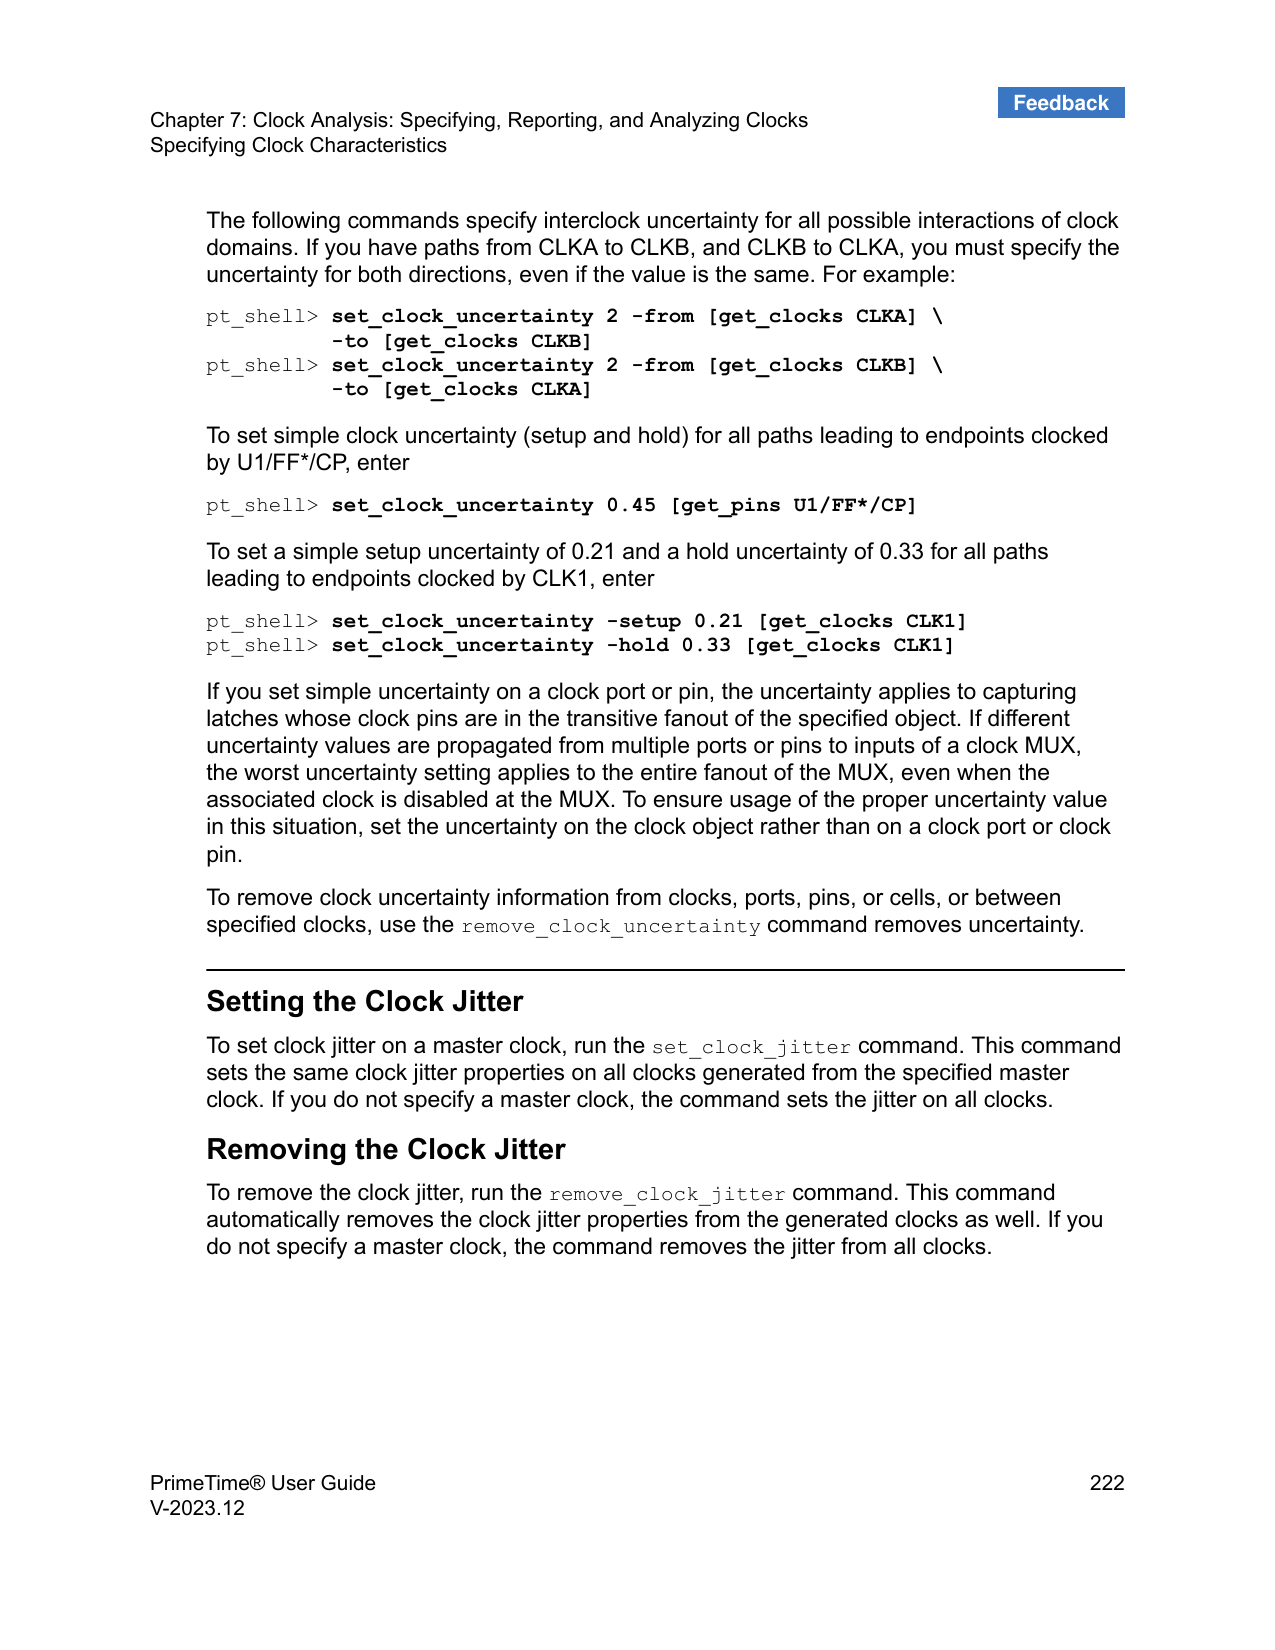 Feedback
Chapter 7: Clock Analysis: Specifying, Reporting, and Analyzing Clocks
Specifying Clock Characteristics
The following commands specify interclock uncertainty for all possible interactions of clock
domains. If you have paths from CLKA to CLKB, and CLKB to CLKA, you must specify the
uncertainty for both directions, even if the value is the same. For example:
pt_shell> set_clock_uncertainty 2 -from [get_clocks CLKA] \
-to [get_clocks CLKB]
pt_shell> set_clock_uncertainty 2 -from [get_clocks CLKB] \
-to [get_clocks CLKA]
To set simple clock uncertainty (setup and hold) for all paths leading to endpoints clocked
by U1/FF*/CP, enter
pt_shell> set_clock_uncertainty 0.45 [get_pins U1/FF*/CP]
To set a simple setup uncertainty of 0.21 and a hold uncertainty of 0.33 for all paths
leading to endpoints clocked by CLK1, enter
pt_shell> set_clock_uncertainty -setup 0.21 [get_clocks CLK1]
pt_shell> set_clock_uncertainty -hold 0.33 [get_clocks CLK1]
If you set simple uncertainty on a clock port or pin, the uncertainty applies to capturing
latches whose clock pins are in the transitive fanout of the specified object. If different
uncertainty values are propagated from multiple ports or pins to inputs of a clock MUX,
the worst uncertainty setting applies to the entire fanout of the MUX, even when the
associated clock is disabled at the MUX. To ensure usage of the proper uncertainty value
in this situation, set the uncertainty on the clock object rather than on a clock port or clock
pin.
To remove clock uncertainty information from clocks, ports, pins, or cells, or between
specified clocks, use the remove_clock_uncertainty command removes uncertainty.
Setting the Clock Jitter
To set clock jitter on a master clock, run the set_clock_jitter command. This command
sets the same clock jitter properties on all clocks generated from the specified master
clock. If you do not specify a master clock, the command sets the jitter on all clocks.
Removing the Clock Jitter
To remove the clock jitter, run the remove_clock_jitter command. This command
automatically removes the clock jitter properties from the generated clocks as well. If you
do not specify a master clock, the command removes the jitter from all clocks.
PrimeTime® User Guide
222
V-2023.12